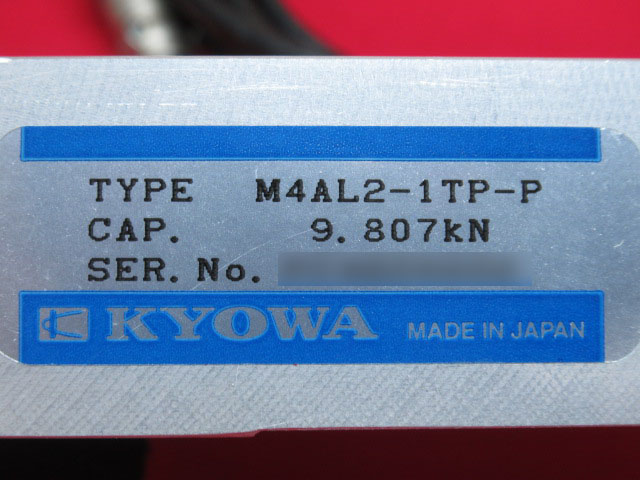 TYPE M4AL2-1TP-P
CAP. 9.807kN
SER. No.
KYOWA MADE IN JAPAN